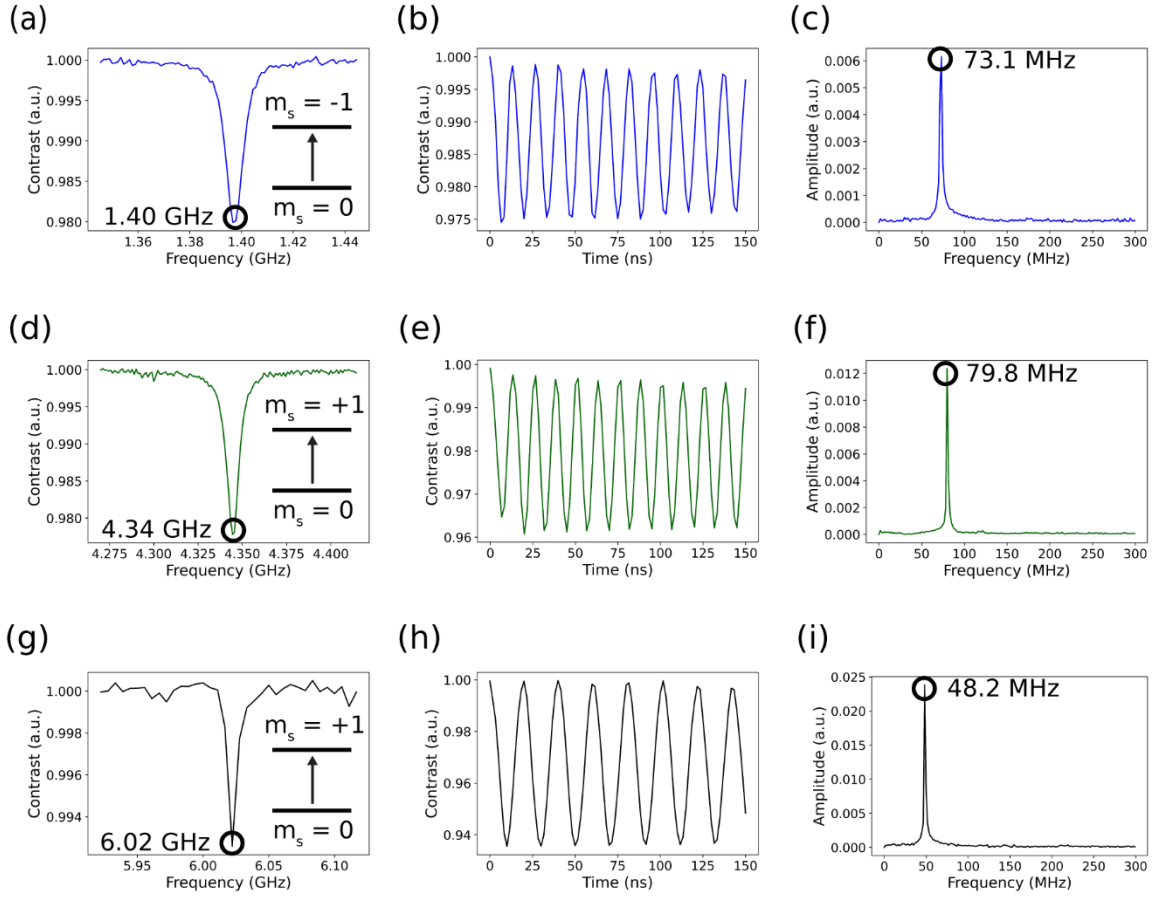 (a)
1.000
0.995
0.990
0.985
0.980
Contrast (a.u.)
m_s = -1
m_s = 0
1.40 GHz
1.36 1.38 1.40 1.42 1.44
Frequency (GHz)
(b)
1.000
0.995
0.990
0.985
0.980
0.975
Contrast (a.u.)
0 25 50 75 100 125 150
Time (ns)
(c)
0.006
0.005
0.004
0.003
0.002
0.001
0.000
Amplitude (a.u.)
73.1 MHz
0 50 100 150 200 250 300
Frequency (MHz)
(d)
1.000
0.995
0.990
0.985
0.980
Contrast (a.u.)
m_s = +1
m_s = 0
4.34 GHz
4.275 4.300 4.325 4.350 4.375 4.400
Frequency (GHz)
(e)
1.00
0.99
0.98
0.97
0.96
Contrast (a.u.)
0 25 50 75 100 125 150
Time (ns)
(f)
0.012
0.010
0.008
0.006
0.004
0.002
0.000
Amplitude (a.u.)
79.8 MHz
0 50 100 150 200 250 300
Frequency (MHz)
(g)
1.000
0.998
0.996
0.994
Contrast (a.u.)
m_s = +1
m_s = 0
6.02 GHz
5.95 6.00 6.05 6.10
Frequency (GHz)
(h)
1.00
0.98
0.96
0.94
Contrast (a.u.)
0 25 50 75 100 125 150
Time (ns)
(i)
0.025
0.020
0.015
0.010
0.005
0.000
Amplitude (a.u.)
48.2 MHz
0 50 100 150 200 250 300
Frequency (MHz)